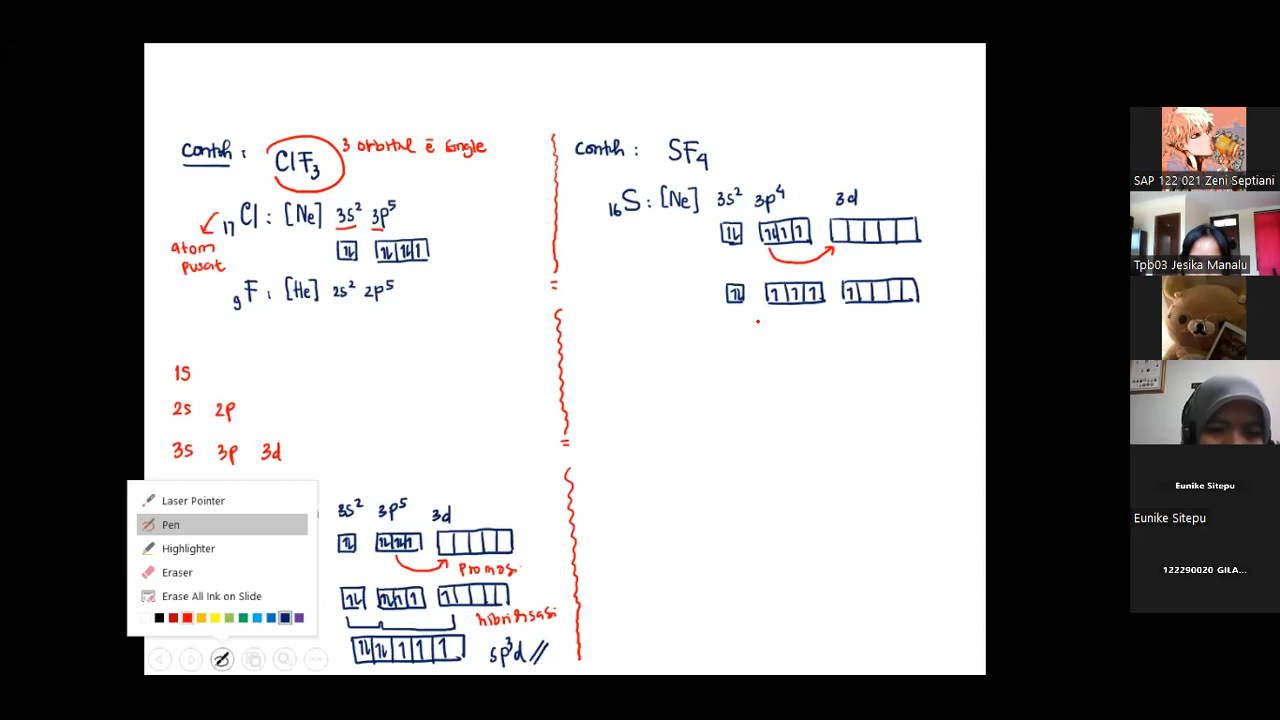 Contoh : ClF3 3 orbital ē single
17Cl : [Ne] 3s² 3p⁵
atom
pusat
9F : [He] 2s² 2p⁵
1s
2s 2p
3s 3p 3d
3s² 3p⁵ 3d
promosi
hibridisasi
sp³d //
Contoh : SF4
16S : [Ne] 3s² 3p⁴ 3d
Laser Pointer
Pen
Highlighter
Eraser
Erase All Ink on Slide
SAP 122 021 Zeni Septiani
Tpb03 Jesika Manalu
Eunike Sitepu
Eunike Sitepu
122290020 GILA...